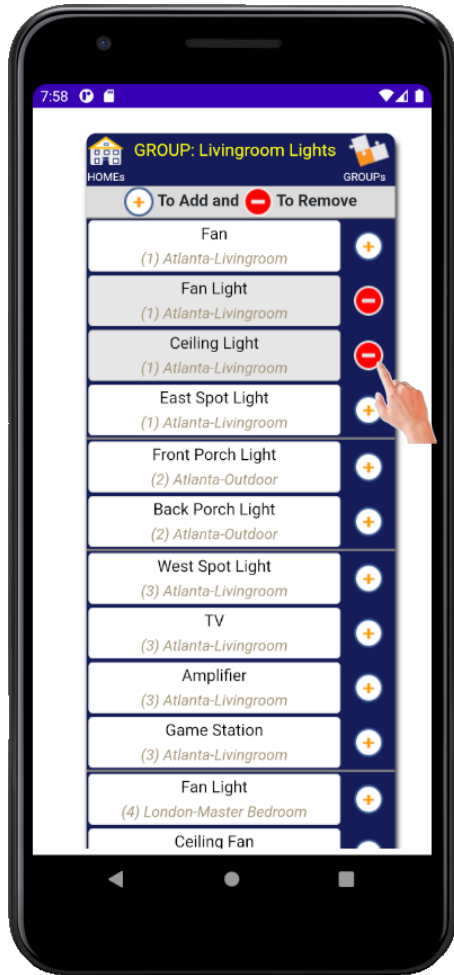 7:58
GROUP: Livingroom Lights
HOMEs
GROUPs
To Add and To Remove
Fan
(1) Atlanta-Livingroom
Fan Light
(1) Atlanta-Livingroom
Ceiling Light
(1) Atlanta-Livingroom
East Spot Light
(1) Atlanta-Livingroom
Front Porch Light
(2) Atlanta-Outdoor
Back Porch Light
(2) Atlanta-Outdoor
West Spot Light
(3) Atlanta-Livingroom
TV
(3) Atlanta-Livingroom
Amplifier
(3) Atlanta-Livingroom
Game Station
(3) Atlanta-Livingroom
Fan Light
(4) London-Master Bedroom
Ceiling Fan